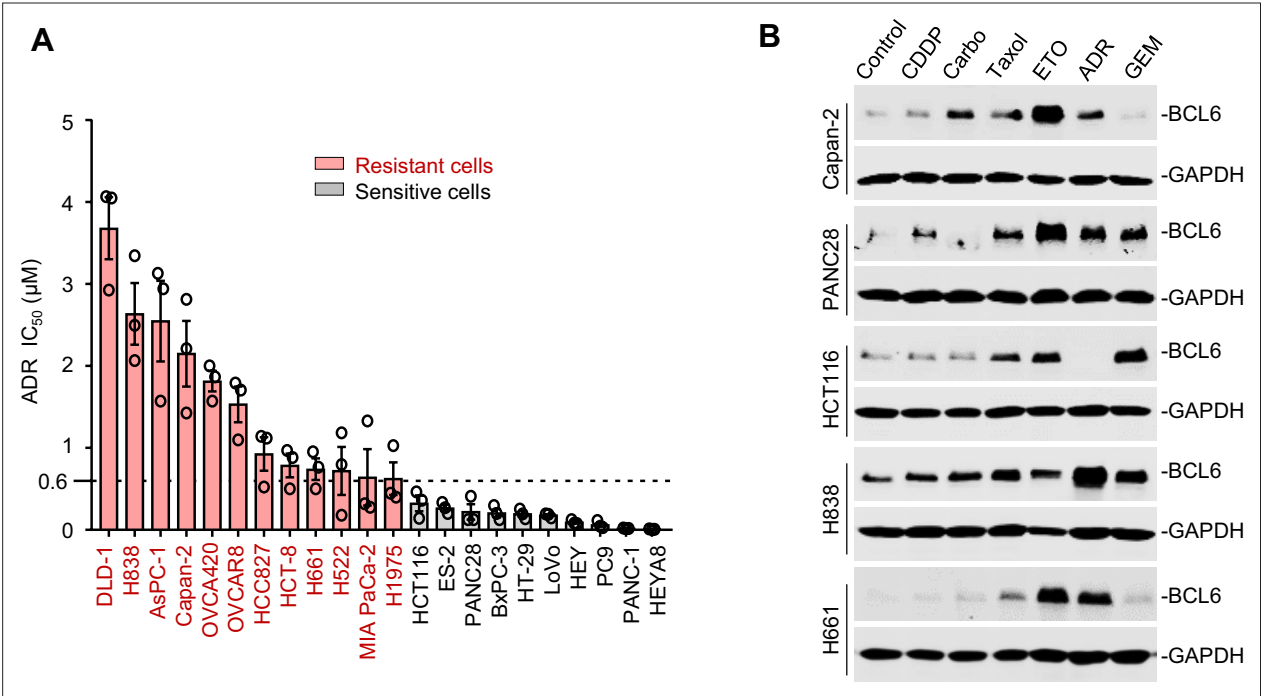 A
ADR IC50 (µM)
5
4
3
2
1
0.6
0
Resistant cells
Sensitive cells
DLD-1
H838
AsPC-1
Capan-2
OVCA420
OVCAR8
HCC827
HCT-8
H661
H522
MIA PaCa-2
H1975
HCT116
ES-2
PANC28
BxPC-3
HT-29
LoVo
HEY
PC9
PANC-1
HEYA8
B
Control
CDDP
Carbo
Taxol
ETO
ADR
GEM
Capan-2
-BCL6
-GAPDH
PANC28
-BCL6
-GAPDH
HCT116
-BCL6
-GAPDH
H838
-BCL6
-GAPDH
H661
-BCL6
-GAPDH